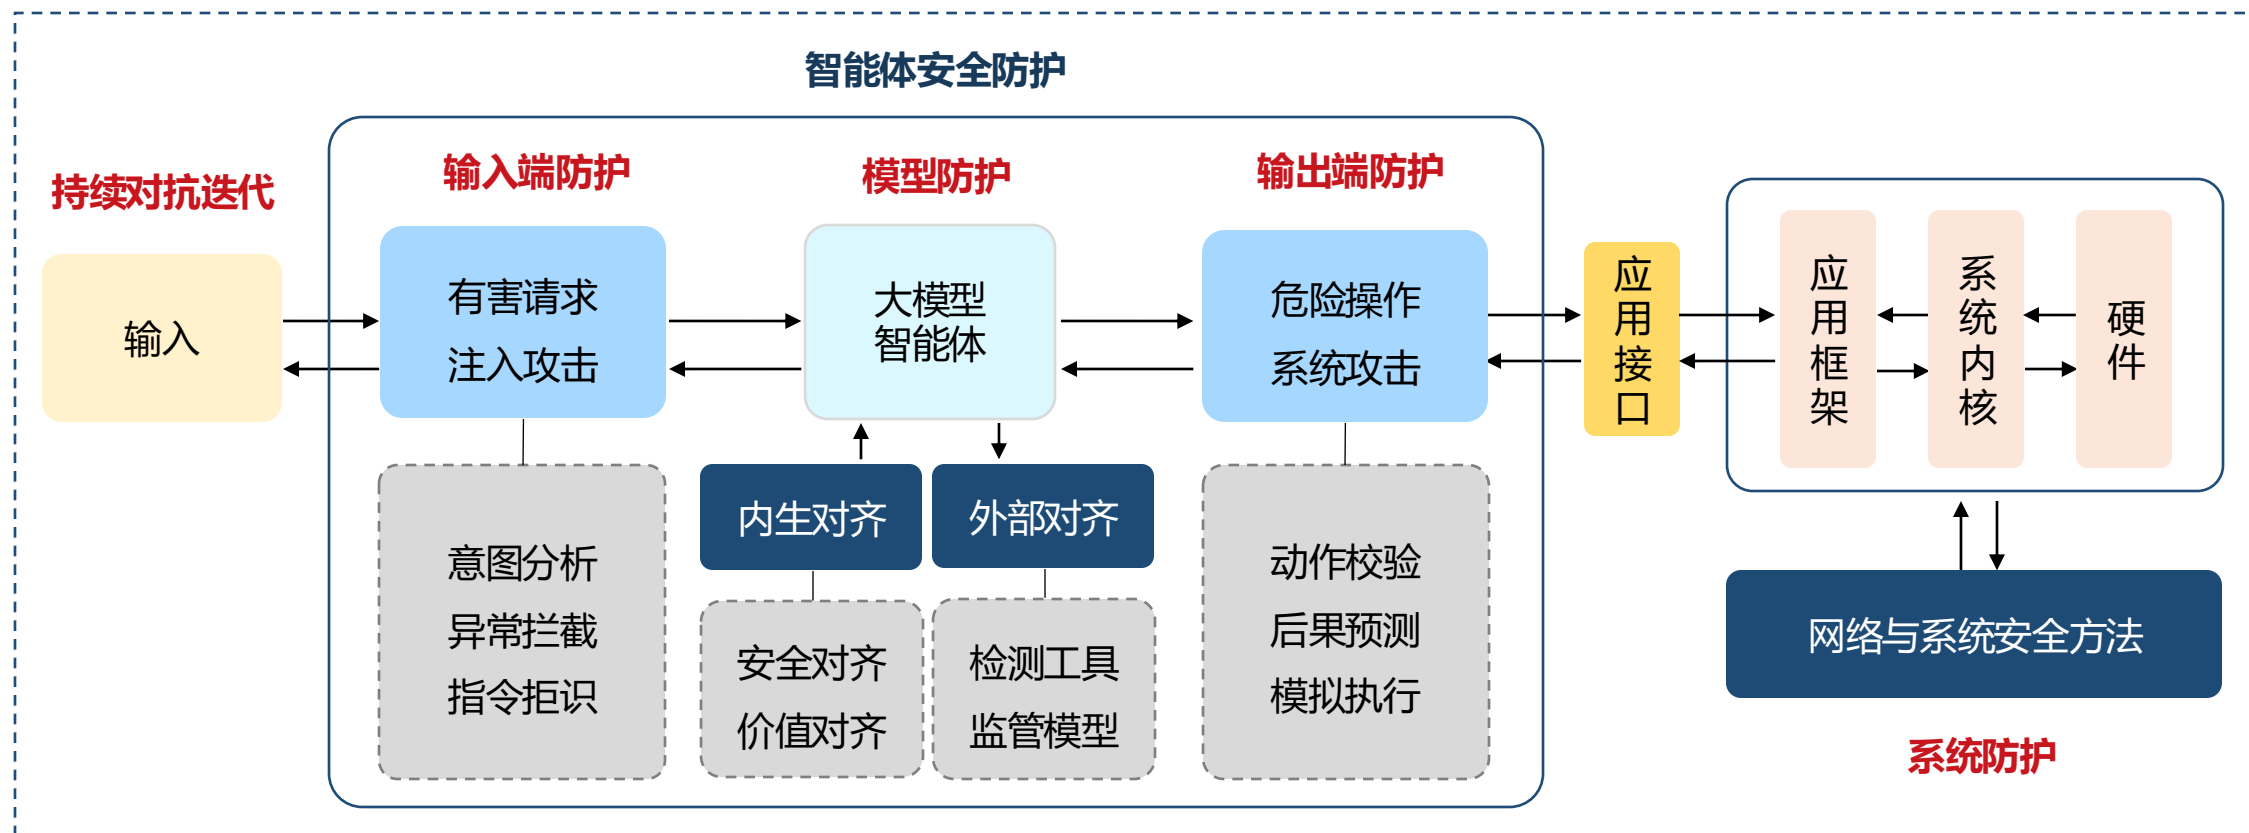 智能体安全防护
持续对抗迭代
输入
输入端防护
有害请求
注入攻击
意图分析
异常拦截
指令拒识
模型防护
大模型
智能体
内生对齐
安全对齐
价值对齐
外部对齐
检测工具
监管模型
输出端防护
危险操作
系统攻击
动作校验
后果预测
模拟执行
应用接口
应用框架
系统内核
硬件
网络与系统安全方法
系统防护